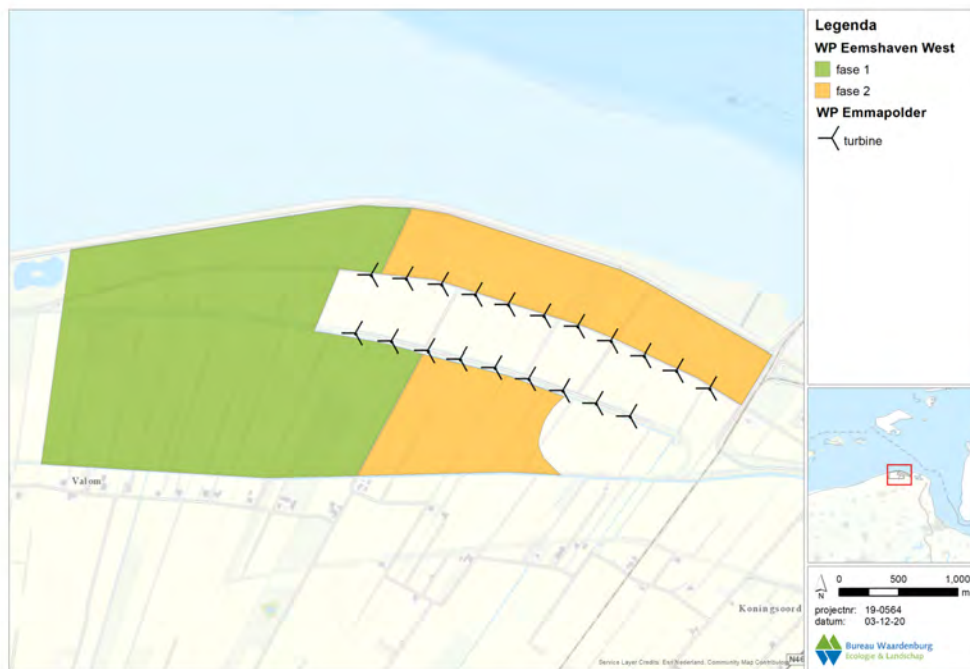 Legenda
WP Eemshaven West
fase 1
fase 2
WP Emmapolder
turbine
Valom
Koningsoord
N46
Service Layer Credits: Esri Nederland, Community Map Contributors
N
0 500 1,000
m
projectnr: 19-0564
datum: 03-12-20
Bureau Waardenburg
Ecologie & Landschap